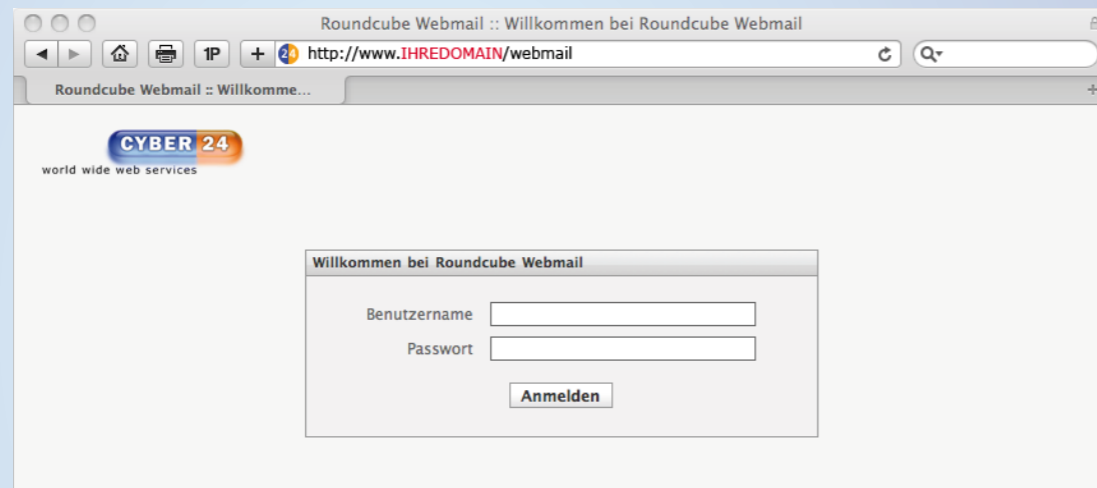 Roundcube Webmail :: Willkommen bei Roundcube Webmail
1P + 24 http://www.IHREDOMAIN/webmail Q
Roundcube Webmail :: Willkomme... +
CYBER 24
world wide web services
Willkommen bei Roundcube Webmail
Benutzername
Passwort
Anmelden